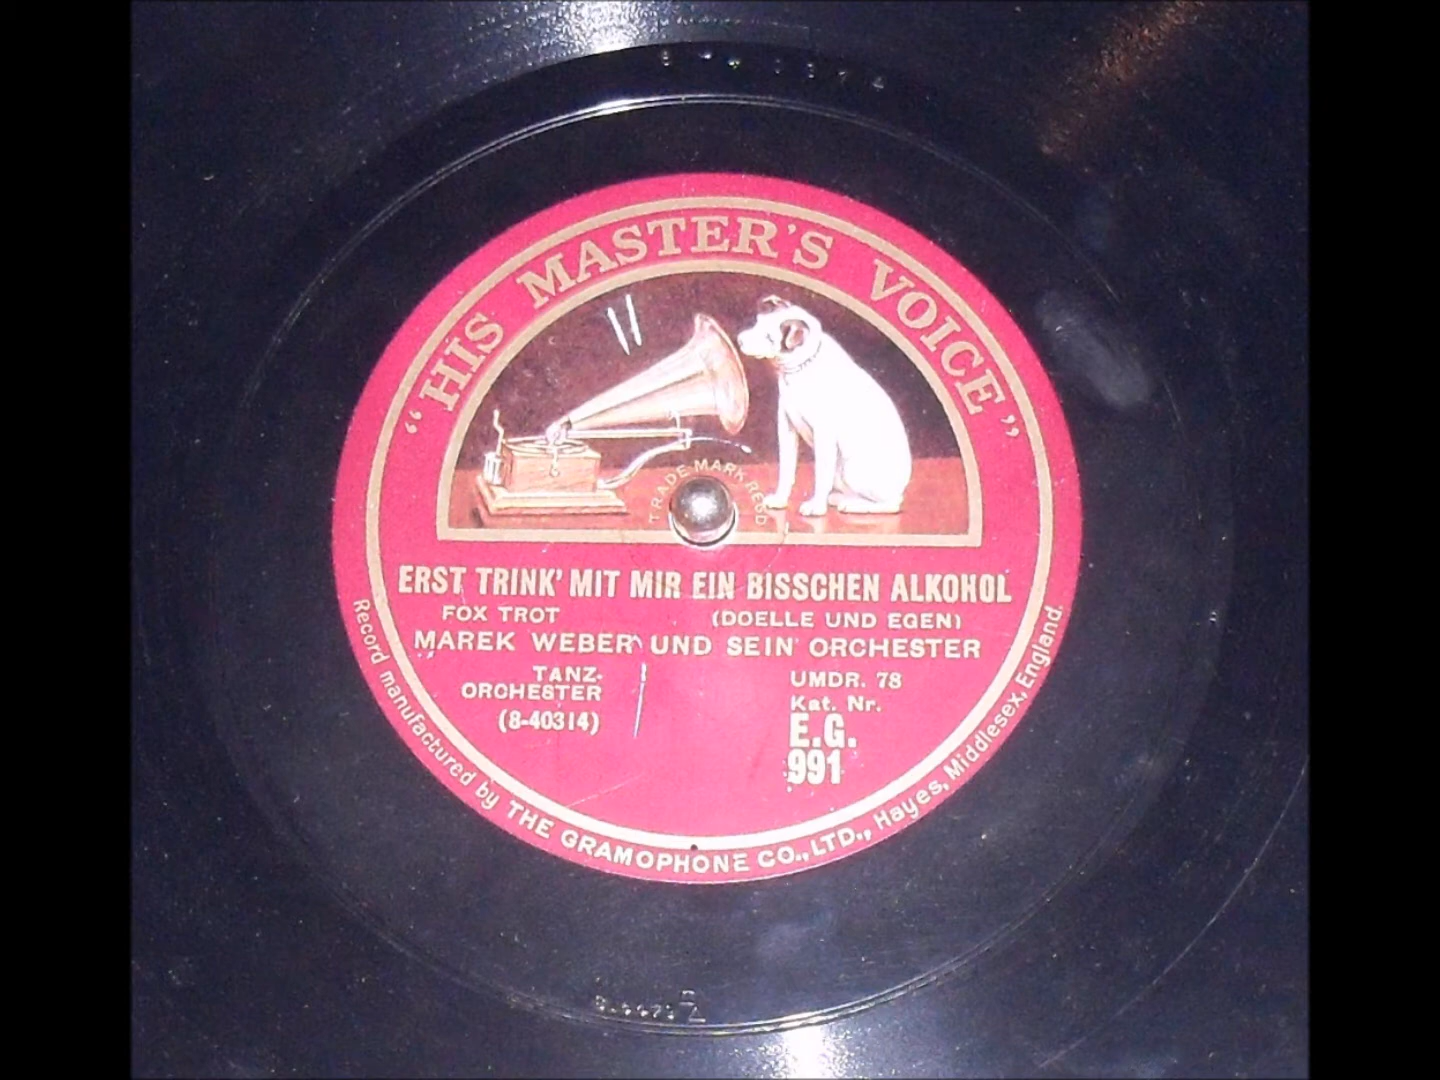 "HIS MASTER'S VOICE"
TRADE MARK REGD
ERST TRINK' MIT MIR EIN BISSCHEN ALKOHOL
FOX TROT (DOELLE UND EGEN)
MAREK WEBER UND SEIN ORCHESTER
TANZ-
ORCHESTER
(8-40314)
UMDR. 78
Kat. Nr.
E.G.
991
Record manufactured by THE GRAMOPHONE CO., LTD., Hayes, Middlesex, England.